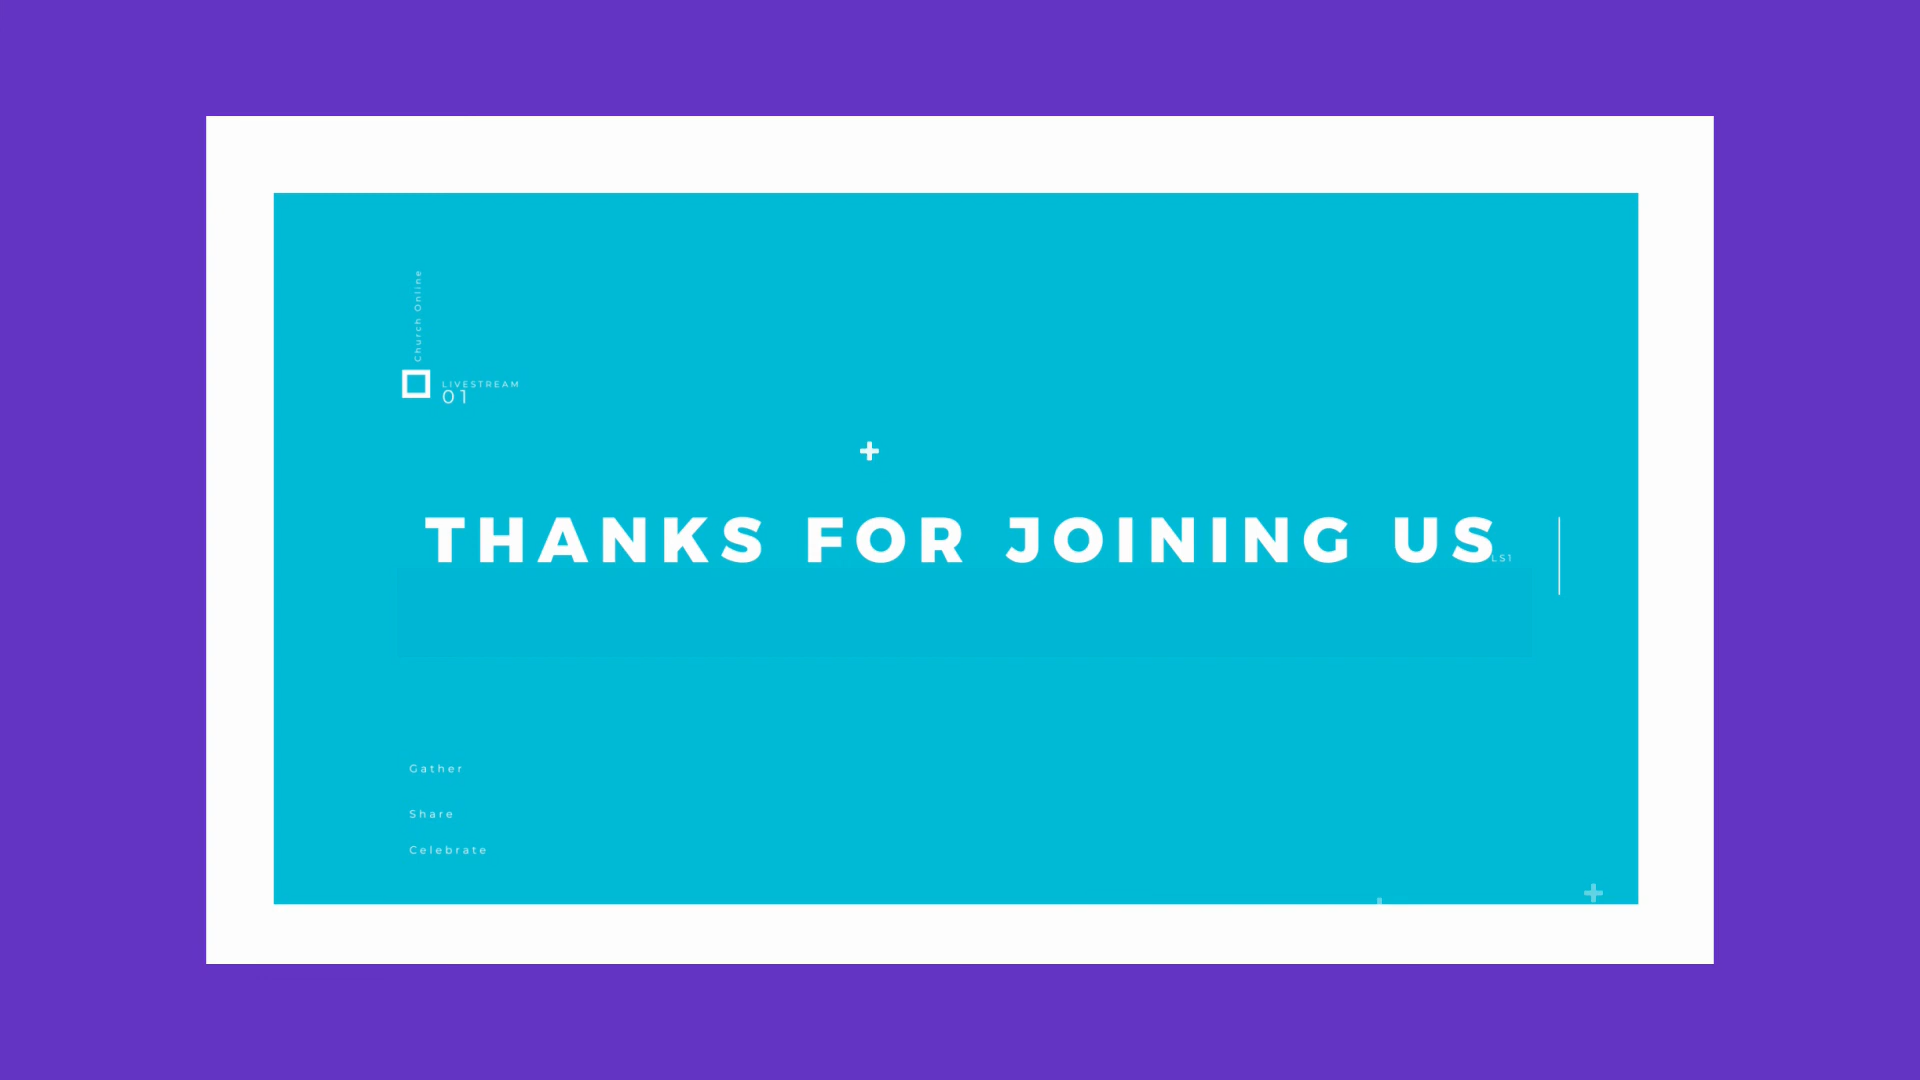 Church Online
LIVESTREAM
01
THANKS FOR JOINING US
LS1
Gather
Share
Celebrate